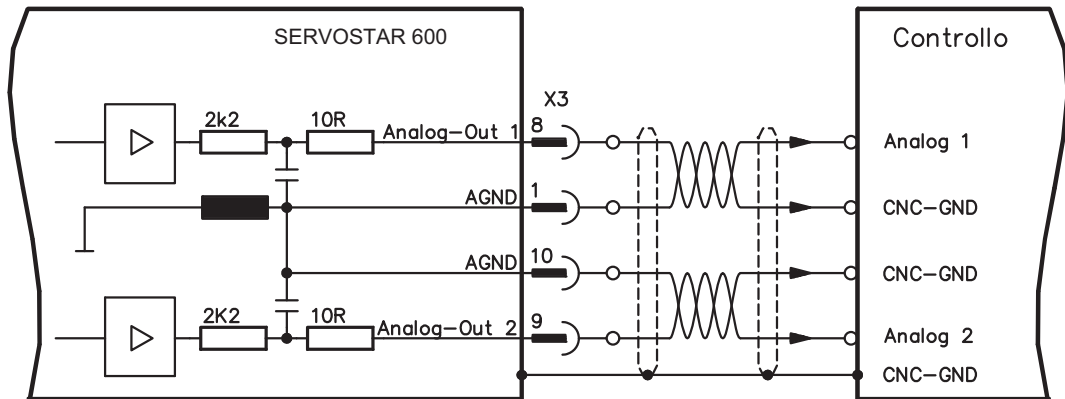 SERVOSTAR 600
Controllo
X3
2k2
10R
Analog-Out 1
8
Analog 1
AGND
1
CNC-GND
AGND
10
CNC-GND
2K2
10R
Analog-Out 2
9
Analog 2
CNC-GND